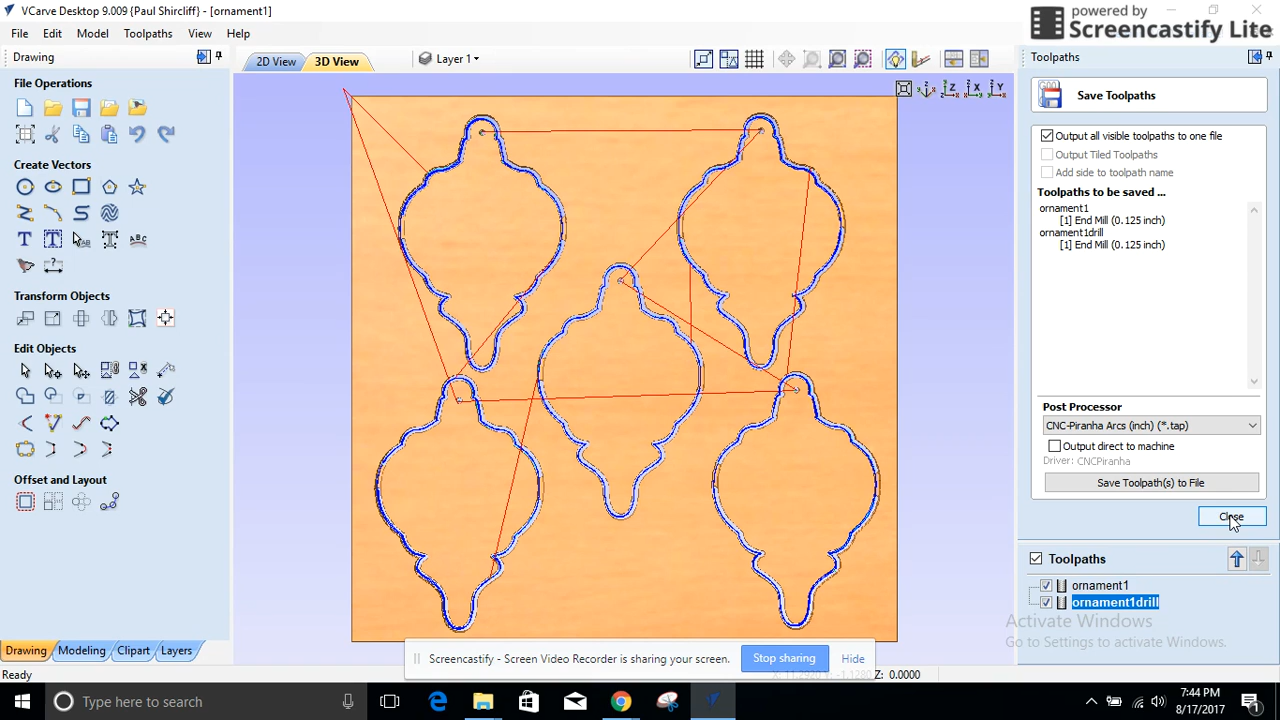 VCarve Desktop 9.009 {Paul Shircliff} - [ornament1]
powered by
Screencastify Lite
File Edit Model Toolpaths View Help
Drawing
2D View
3D View
Layer 1
Toolpaths
File Operations
Save Toolpaths
Output all visible toolpaths to one file
Output Tiled Toolpaths
Add side to toolpath name
Create Vectors
Toolpaths to be saved ...
ornament1
[1] End Mill (0.125 inch)
ornament1drill
[1] End Mill (0.125 inch)
Transform Objects
Edit Objects
Post Processor
CNC-Piranha Arcs (inch) (*.tap)
Output direct to machine
Driver: CNCPiranha
Save Toolpath(s) to File
Offset and Layout
Close
Toolpaths
ornament1
ornament1drill
Activate Windows
Go to Settings to activate Windows.
Drawing Modeling Clipart Layers
Screencastify - Screen Video Recorder is sharing your screen.
Stop sharing
Hide
Ready
Z: 0.0000
Type here to search
7:44 PM
8/17/2017